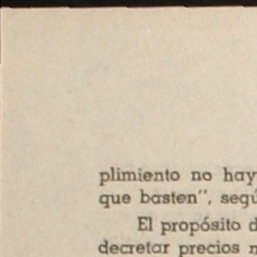 plimiento no hay
que basten", segú
El propósito d
decretar precios